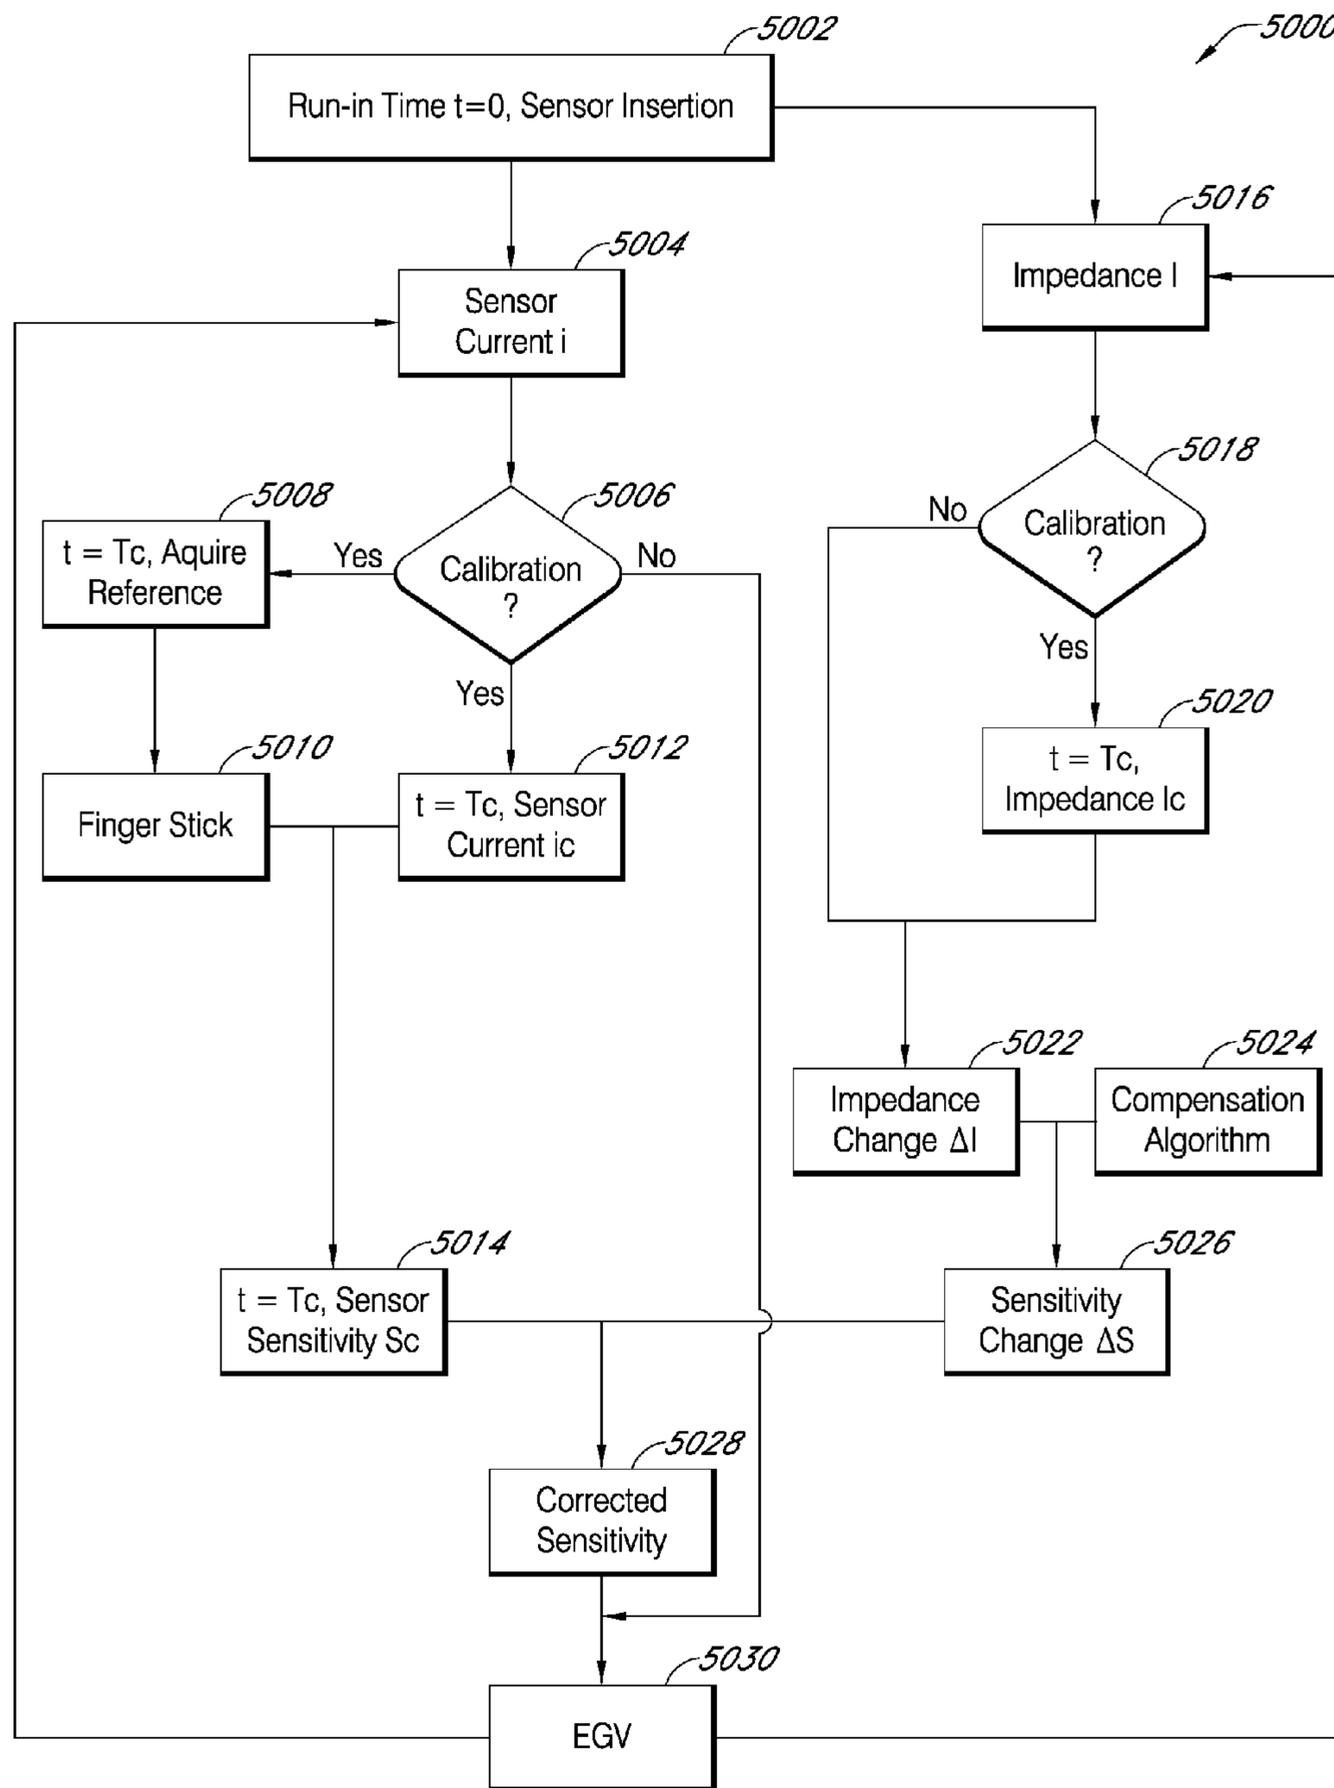 5002
5000
Run-in Time t=0, Sensor Insertion
5016
Impedance I
5004
Sensor
Current i
5018
Calibration
?
No
Yes
5006
Calibration
?
Yes
No
Yes
5008
t = Tc, Aquire
Reference
5020
t = Tc,
Impedance Ic
5010
Finger Stick
5012
t = Tc, Sensor
Current ic
5022
Impedance
Change ΔI
5024
Compensation
Algorithm
5014
t = Tc, Sensor
Sensitivity Sc
5026
Sensitivity
Change ΔS
5028
Corrected
Sensitivity
5030
EGV